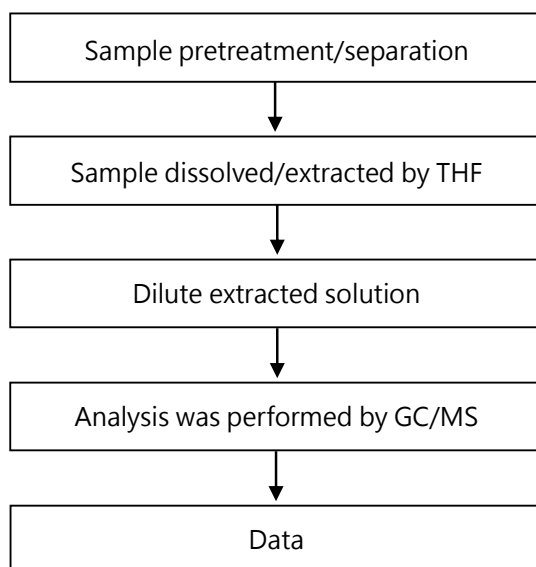 Sample pretreatment/separation
Sample dissolved/extracted by THF
Dilute extracted solution
Analysis was performed by GC/MS
Data